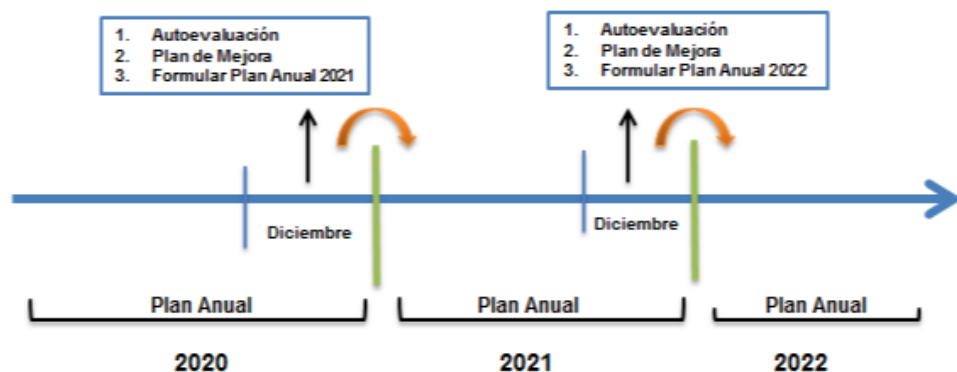 1. Autoevaluación
2. Plan de Mejora
3. Formular Plan Anual 2021
1. Autoevaluación
2. Plan de Mejora
3. Formular Plan Anual 2022
Diciembre
Diciembre
Plan Anual
Plan Anual
Plan Anual
2020
2021
2022